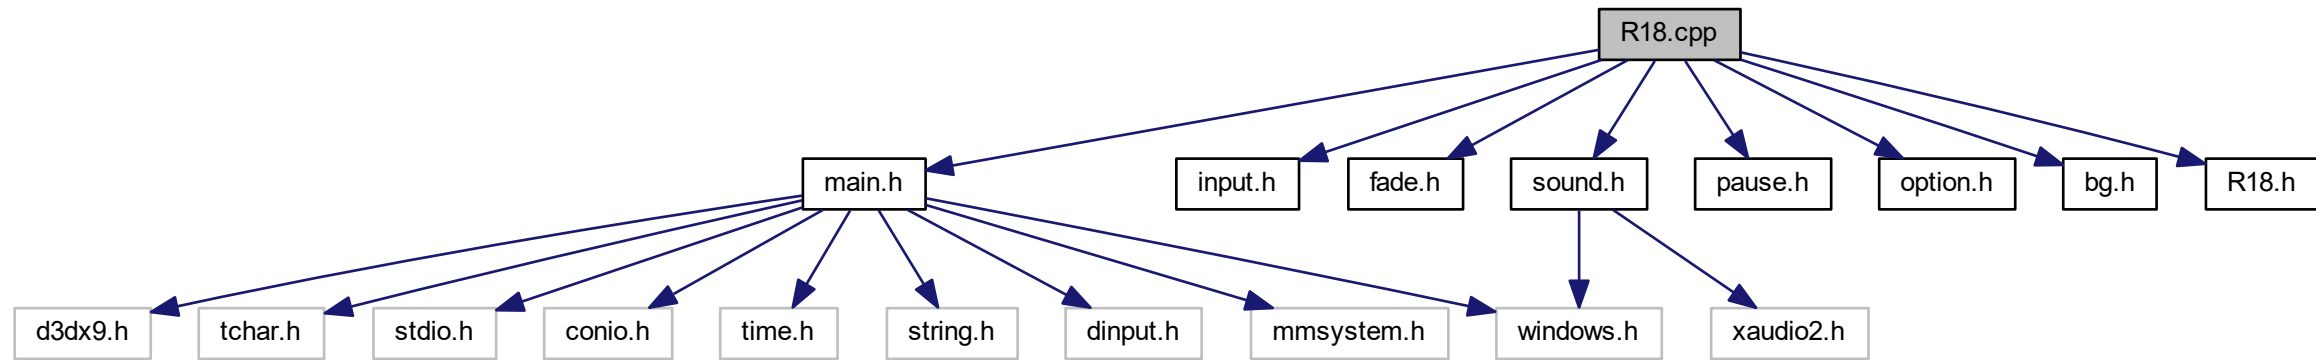 R18.cpp
main.h
input.h
fade.h
sound.h
pause.h
option.h
bg.h
R18.h
d3dx9.h
tchar.h
stdio.h
conio.h
time.h
string.h
dinput.h
mmsystem.h
windows.h
xaudio2.h